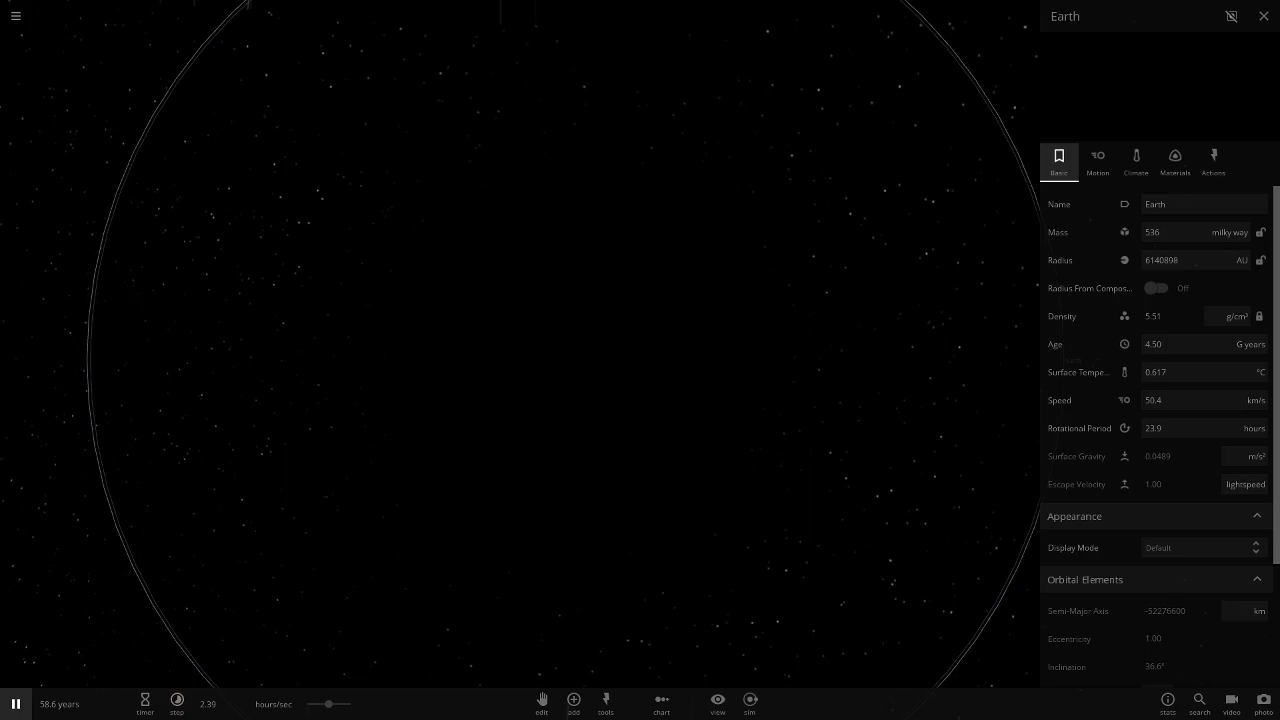 Earth
Basic Motion Climate Materials Actions
Name Earth
Mass 536 milky way
Radius 6140898 AU
Radius From Compos... Off
Density 5.51 g/cm³
Age 4.50 G years
Surface Tempe... 0.617 °C
Speed 50.4 km/s
Rotational Period 23.9 hours
Surface Gravity 0.0489 m/s²
Escape Velocity 1.00 lightspeed
Appearance
Display Mode Default
Orbital Elements
Semi-Major Axis -52276600 km
Eccentricity 1.00
Inclination 36.6°
58.6 years timer step 2.39 hours/sec edit add tools chart view sim stats search video photo